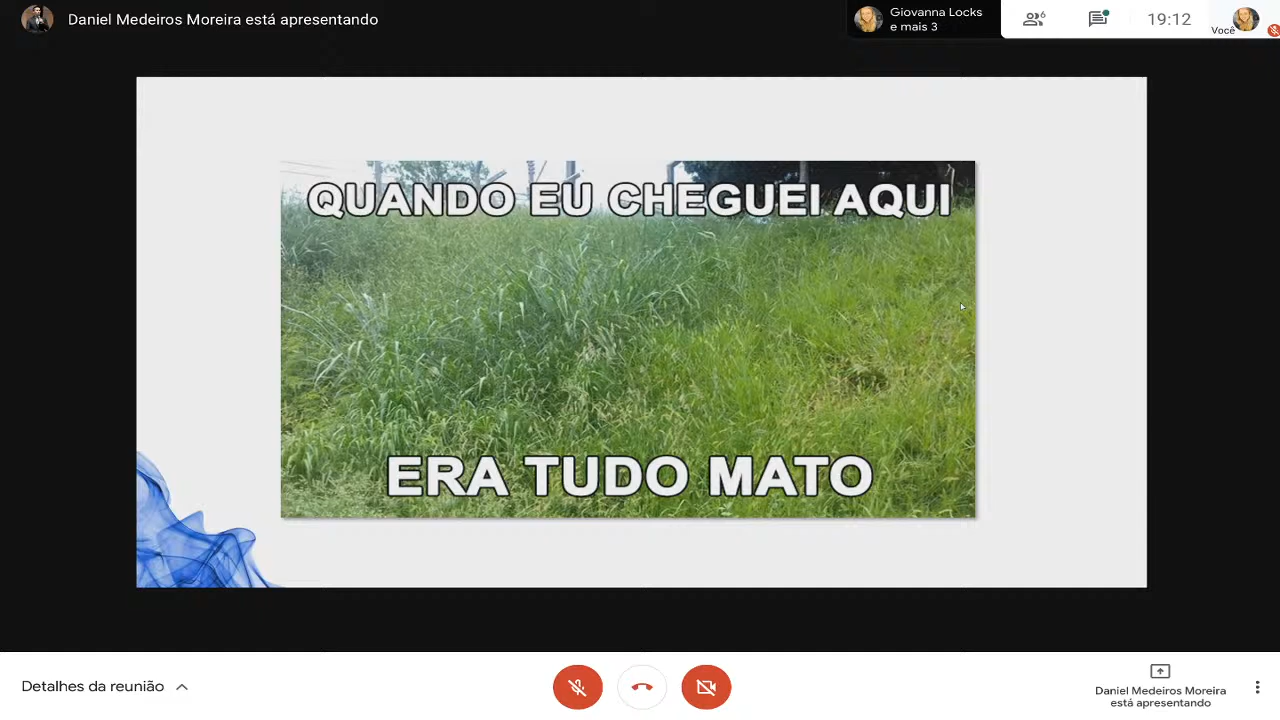 Daniel Medeiros Moreira está apresentando
Giovanna Locks
e mais 3
6
19:12
Você
QUANDO EU CHEGUEI AQUI
ERA TUDO MATO
Detalhes da reunião
Daniel Medeiros Moreira
está apresentando